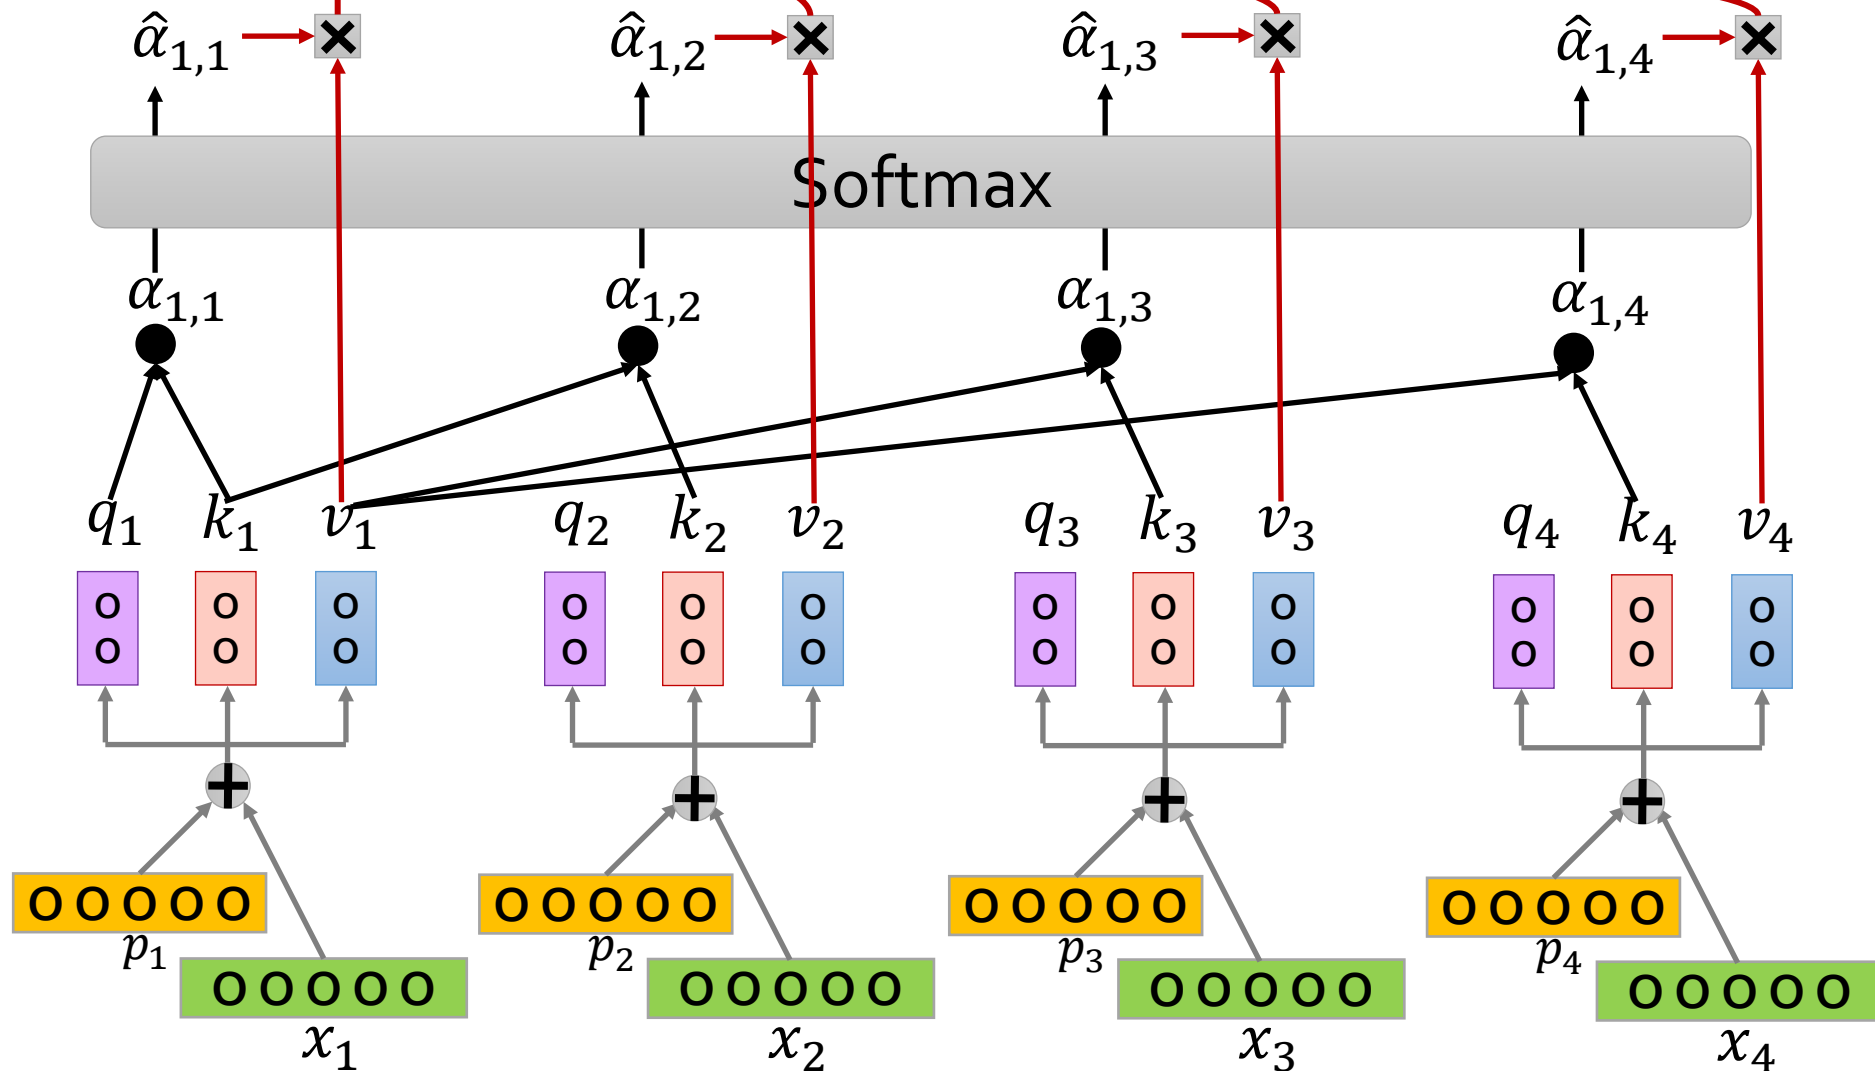 α̂₁,₁ × α̂₁,₂ × α̂₁,₃ × α̂₁,₄ ×
Softmax
α₁,₁ α₁,₂ α₁,₃ α₁,₄
q₁ k₁ v₁ q₂ k₂ v₂ q₃ k₃ v₃ q₄ k₄ v₄
o o o o o o o o o o o o
o o o o o o o o o o o o
+ + + +
o o o o o o o o o o o o o o o o o o o o
p₁ p₂ p₃ p₄
o o o o o o o o o o o o o o o o o o o o
x₁ x₂ x₃ x₄